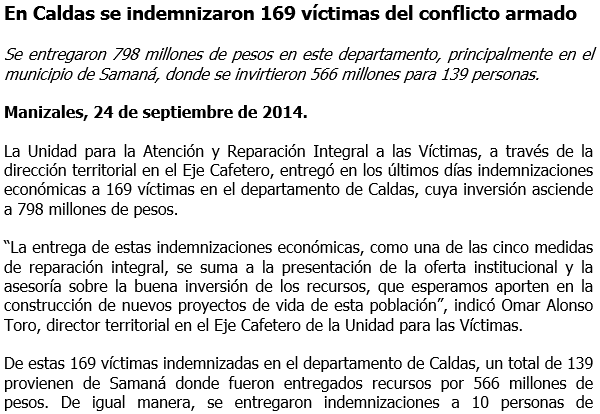 En Caldas se indemnizaron 169 víctimas del conflicto armado
Se entregaron 798 millones de pesos en este departamento, principalmente en el
municipio de Samaná, donde se invirtieron 566 millones para 139 personas.
Manizales, 24 de septiembre de 2014.
La Unidad para la Atención y Reparación Integral a las Víctimas, a través de la
dirección territorial en el Eje Cafetero, entregó en los últimos días indemnizaciones
económicas a 169 víctimas en el departamento de Caldas, cuya inversión asciende
a 798 millones de pesos.
“La entrega de estas indemnizaciones económicas, como una de las cinco medidas
de reparación integral, se suma a la presentación de la oferta institucional y la
asesoría sobre la buena inversión de los recursos, que esperamos aporten en la
construcción de nuevos proyectos de vida de esta población”, indicó Omar Alonso
Toro, director territorial en el Eje Cafetero de la Unidad para las Víctimas.
De estas 169 víctimas indemnizadas en el departamento de Caldas, un total de 139
provienen de Samaná donde fueron entregados recursos por 566 millones de
pesos. De igual manera, se entregaron indemnizaciones a 10 personas de